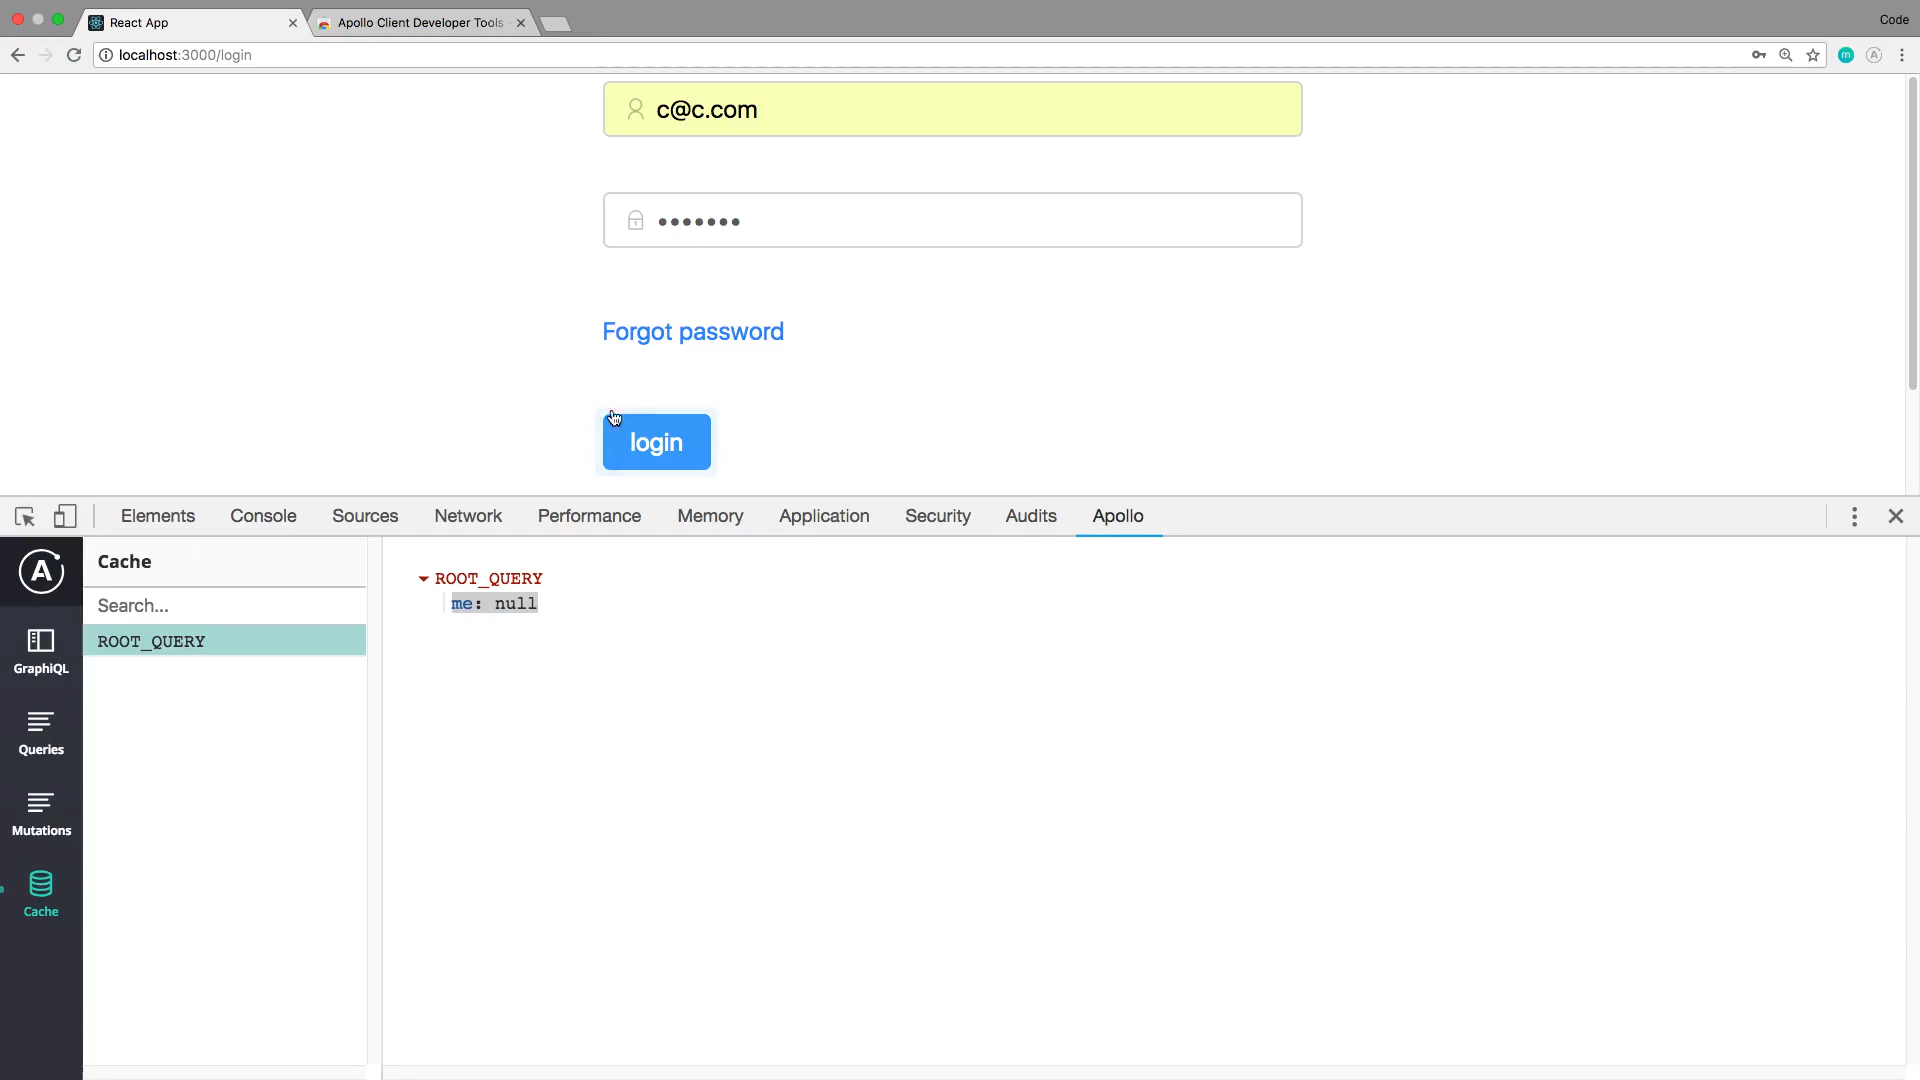 React App
Apollo Client Developer Tools
Code
localhost:3000/login
m
A
c@c.com
•••••••
Forgot password
login
Elements
Console
Sources
Network
Performance
Memory
Application
Security
Audits
Apollo
A
Cache
Search...
ROOT_QUERY
GraphiQL
Queries
Mutations
Cache
ROOT_QUERY
me: null